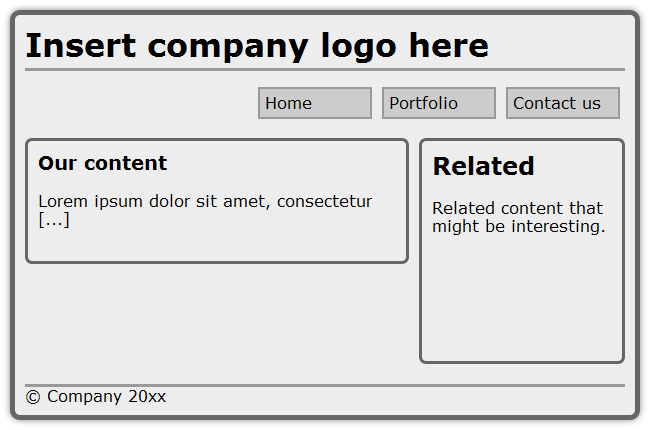 Insert company logo here
Home
Portfolio
Contact us
Our content
Lorem ipsum dolor sit amet, consectetur
[...]
Related
Related content that
might be interesting.
© Company 20xx